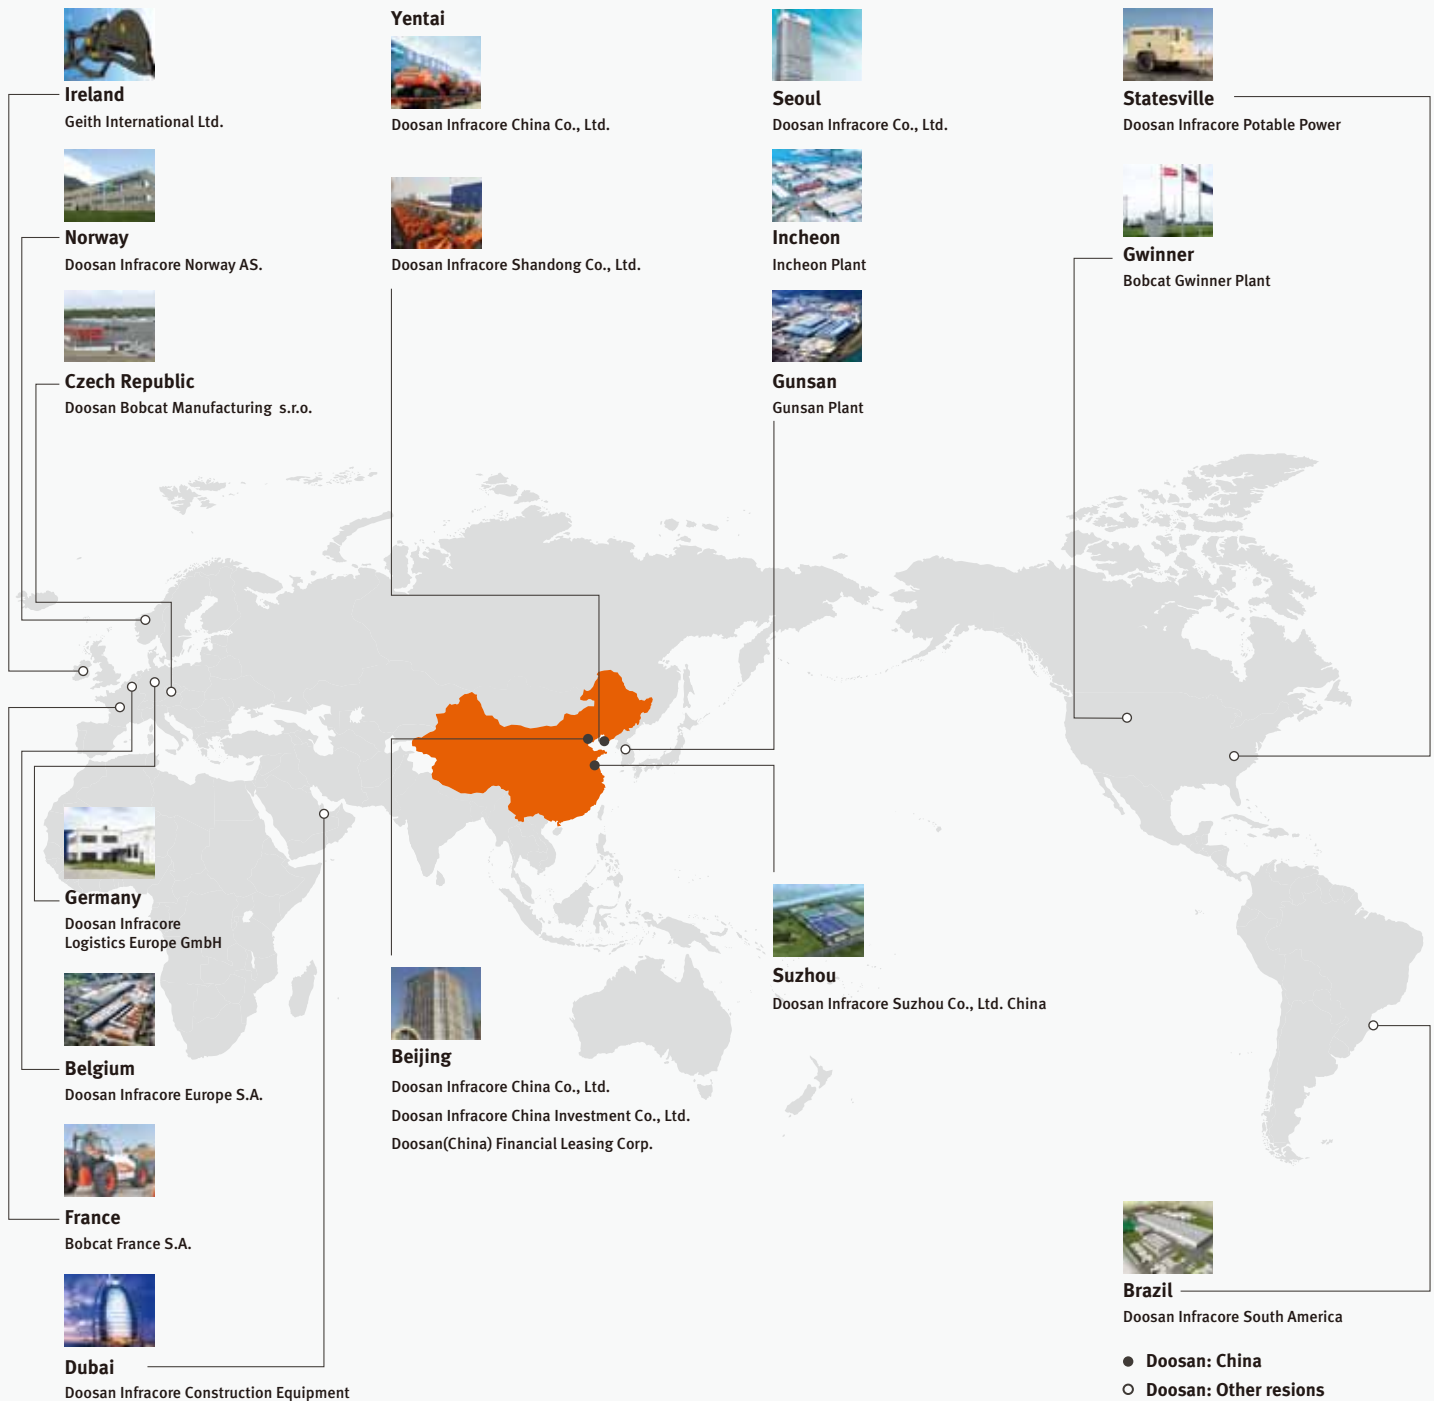 Ireland
Geith International Ltd.
Norway
Doosan Infracore Norway AS.
Czech Republic
Doosan Bobcat Manufacturing s.r.o.
Yentai
Doosan Infracore China Co., Ltd.
Doosan Infracore Shandong Co., Ltd.
Seoul
Doosan Infracore Co., Ltd.
Incheon
Incheon Plant
Gunsan
Gunsan Plant
Statesville
Doosan Infracore Potable Power
Gwinner
Bobcat Gwinner Plant
Germany
Doosan Infracore
Logistics Europe GmbH
Belgium
Doosan Infracore Europe S.A.
France
Bobcat France S.A.
Dubai
Doosan Infracore Construction Equipment
Beijing
Doosan Infracore China Co., Ltd.
Doosan Infracore China Investment Co., Ltd.
Doosan(China) Financial Leasing Corp.
Suzhou
Doosan Infracore Suzhou Co., Ltd. China
Brazil
Doosan Infracore South America
Doosan: China
Doosan: Other resions